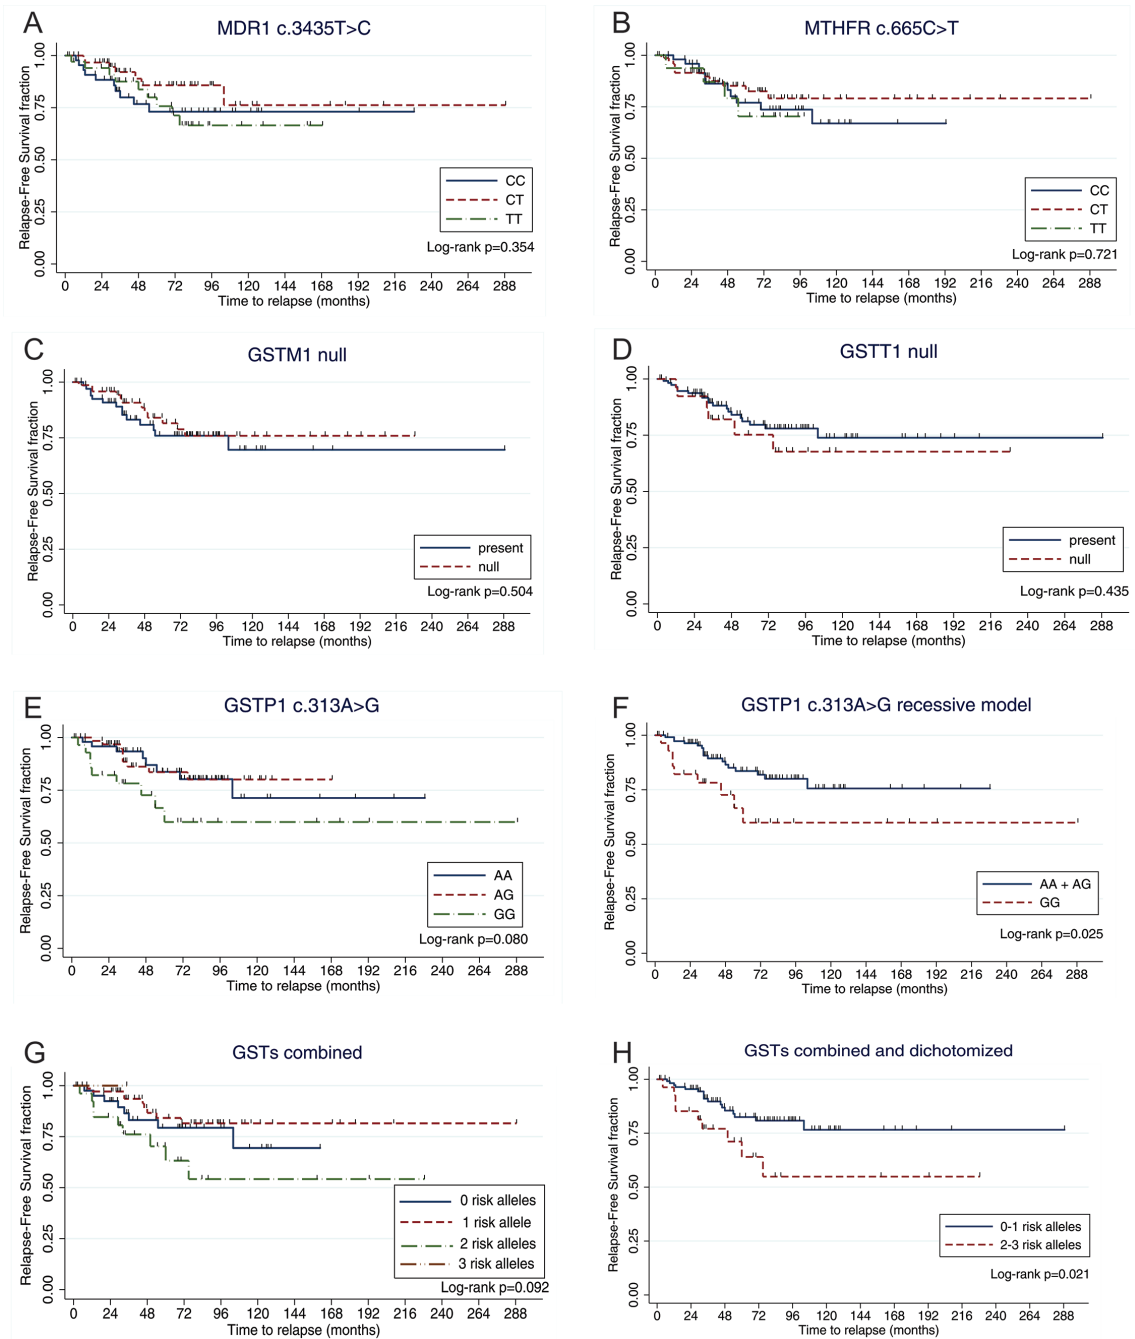 A
MDR1 c.3435T>C
Relapse-Free Survival fraction
1.00
0.75
0.50
0.25
0.00
CC
CT
TT
Log-rank p=0.354
0 24 48 72 96 120 144 168 192 216 240 264 288
Time to relapse (months)
B
MTHFR c.665C>T
Relapse-Free Survival fraction
1.00
0.75
0.50
0.25
0.00
CC
CT
TT
Log-rank p=0.721
0 24 48 72 96 120 144 168 192 216 240 264 288
Time to relapse (months)
C
GSTM1 null
Relapse-Free Survival fraction
1.00
0.75
0.50
0.25
0.00
present
null
Log-rank p=0.504
0 24 48 72 96 120 144 168 192 216 240 264 288
Time to relapse (months)
D
GSTT1 null
Relapse-Free Survival fraction
1.00
0.75
0.50
0.25
0.00
present
null
Log-rank p=0.435
0 24 48 72 96 120 144 168 192 216 240 264 288
Time to relapse (months)
E
GSTP1 c.313A>G
Relapse-Free Survival fraction
1.00
0.75
0.50
0.25
0.00
AA
AG
GG
Log-rank p=0.080
0 24 48 72 96 120 144 168 192 216 240 264 288
Time to relapse (months)
F
GSTP1 c.313A>G recessive model
Relapse-Free Survival fraction
1.00
0.75
0.50
0.25
0.00
AA + AG
GG
Log-rank p=0.025
0 24 48 72 96 120 144 168 192 216 240 264 288
Time to relapse (months)
G
GSTs combined
Relapse-Free Survival fraction
1.00
0.75
0.50
0.25
0.00
0 risk alleles
1 risk allele
2 risk alleles
3 risk alleles
Log-rank p=0.092
0 24 48 72 96 120 144 168 192 216 240 264 288
Time to relapse (months)
H
GSTs combined and dichotomized
Relapse-Free Survival fraction
1.00
0.75
0.50
0.25
0.00
0-1 risk alleles
2-3 risk alleles
Log-rank p=0.021
0 24 48 72 96 120 144 168 192 216 240 264 288
Time to relapse (months)